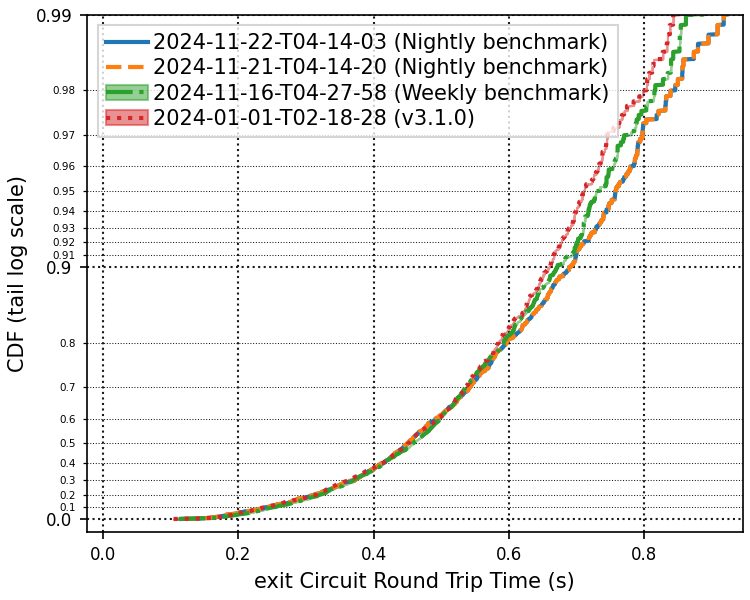 0.99
2024-11-22-T04-14-03 (Nightly benchmark)
2024-11-21-T04-14-20 (Nightly benchmark)
2024-11-16-T04-27-58 (Weekly benchmark)
2024-01-01-T02-18-28 (v3.1.0)
0.98
0.97
0.96
0.95
0.94
0.93
0.92
0.91
0.9
0.8
0.7
0.6
0.5
0.4
0.3
0.2
0.1
0.0
CDF (tail log scale)
0.0 0.2 0.4 0.6 0.8
exit Circuit Round Trip Time (s)